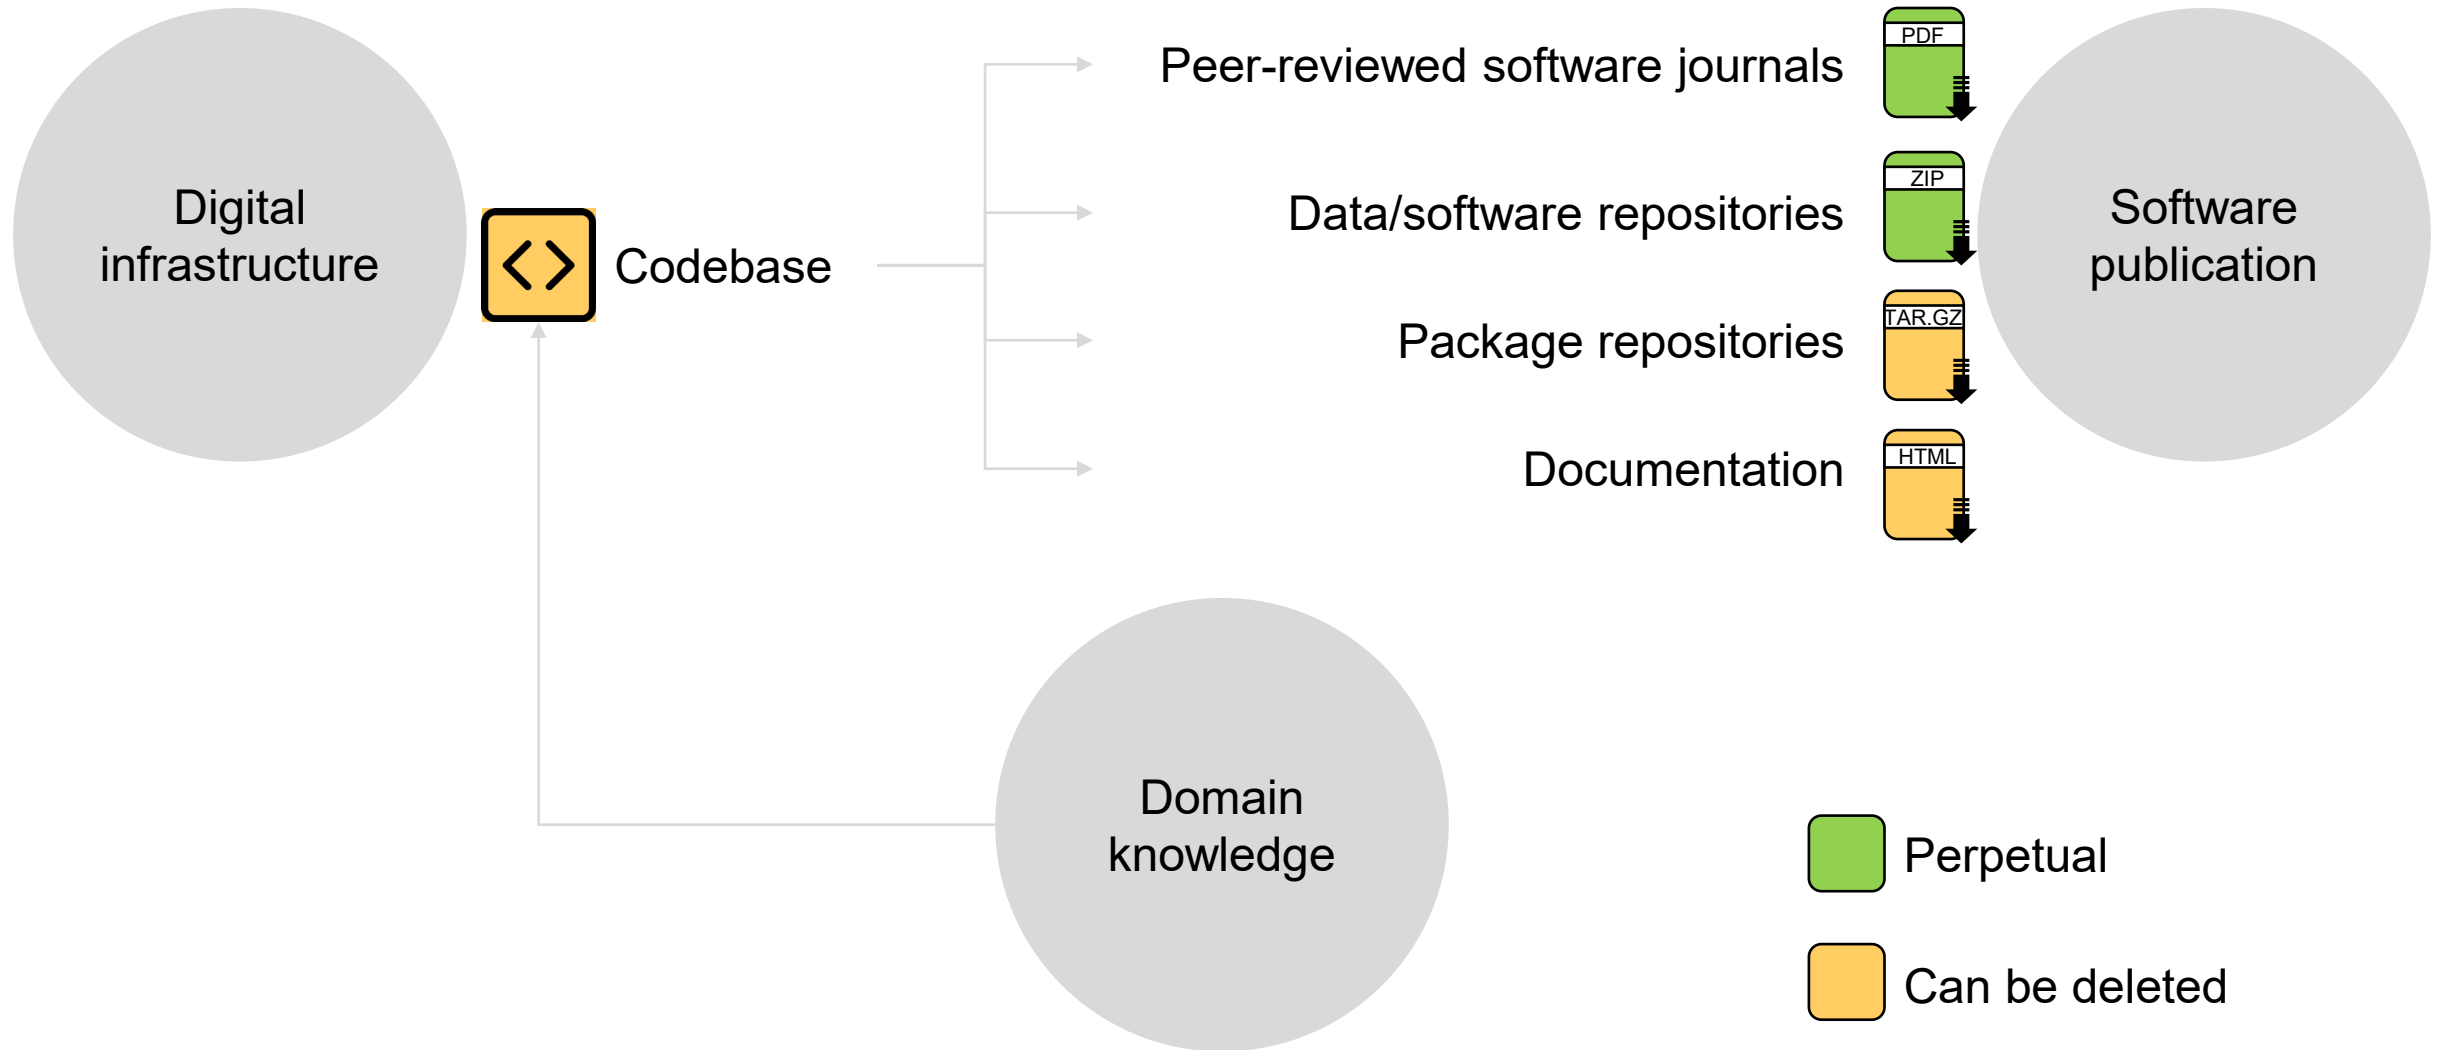 Digital
infrastructure
Codebase
Peer-reviewed software journals
PDF
Data/software repositories
ZIP
Package repositories
TAR.GZ
Documentation
HTML
Software
publication
Domain
knowledge
Perpetual
Can be deleted